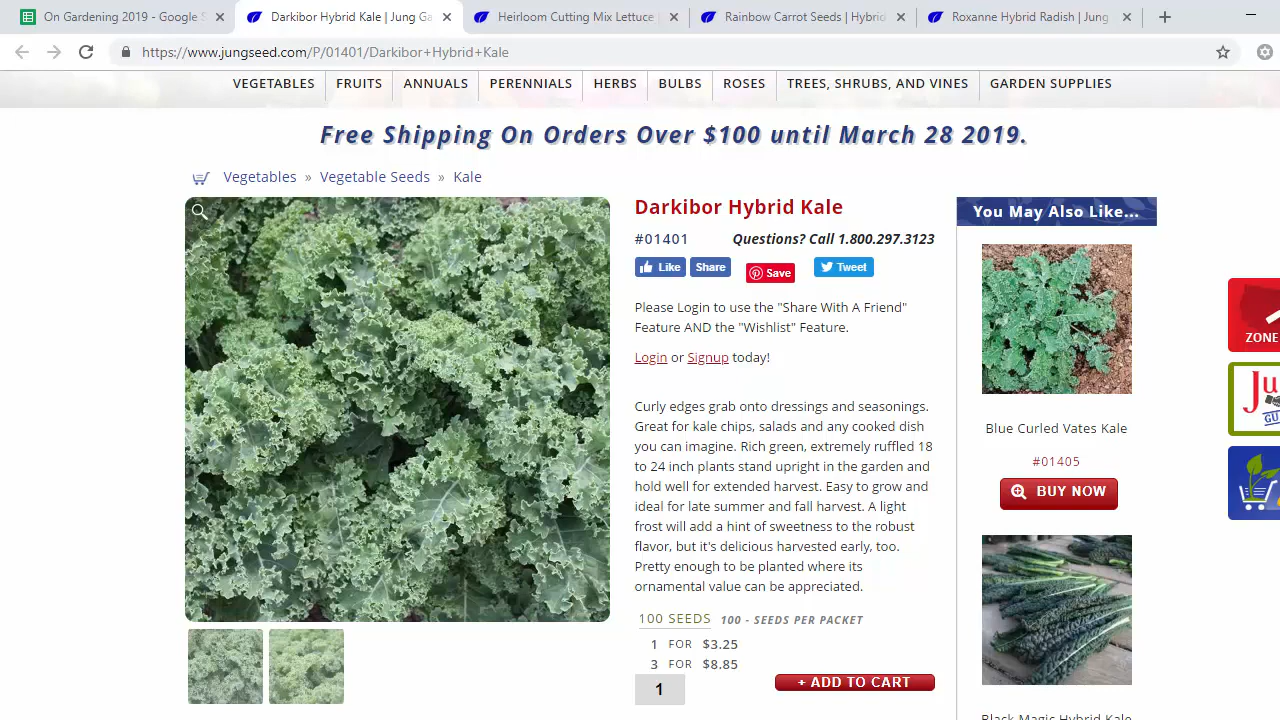 On Gardening 2019 - Google S
Darkibor Hybrid Kale | Jung Ga
Heirloom Cutting Mix Lettuce |
Rainbow Carrot Seeds | Hybrid
Roxanne Hybrid Radish | Jung
https://www.jungseed.com/P/01401/Darkibor+Hybrid+Kale
VEGETABLES
FRUITS
ANNUALS
PERENNIALS
HERBS
BULBS
ROSES
TREES, SHRUBS, AND VINES
GARDEN SUPPLIES
Free Shipping On Orders Over $100 until March 28 2019.
Vegetables » Vegetable Seeds » Kale
Darkibor Hybrid Kale
#01401
Questions? Call 1.800.297.3123
Like
Share
Save
Tweet
Please Login to use the "Share With A Friend"
Feature AND the "Wishlist" Feature.
Login or Signup today!
Curly edges grab onto dressings and seasonings.
Great for kale chips, salads and any cooked dish
you can imagine. Rich green, extremely ruffled 18
to 24 inch plants stand upright in the garden and
hold well for extended harvest. Easy to grow and
ideal for late summer and fall harvest. A light
frost will add a hint of sweetness to the robust
flavor, but it's delicious harvested early, too.
Pretty enough to be planted where its
ornamental value can be appreciated.
100 SEEDS 100 - SEEDS PER PACKET
1 FOR $3.25
3 FOR $8.85
1
+ ADD TO CART
You May Also Like...
Blue Curled Vates Kale
#01405
BUY NOW
Black Magic Hybrid Kale
ZONE